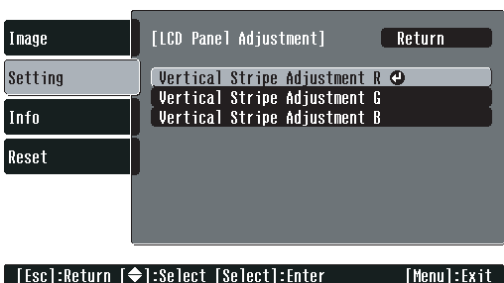 Image
Setting
Info
Reset
[LCD Panel Adjustment] Return
Vertical Stripe Adjustment R
Vertical Stripe Adjustment G
Vertical Stripe Adjustment B
[Esc]:Return [ ]:Select [Select]:Enter [Menu]:Exit